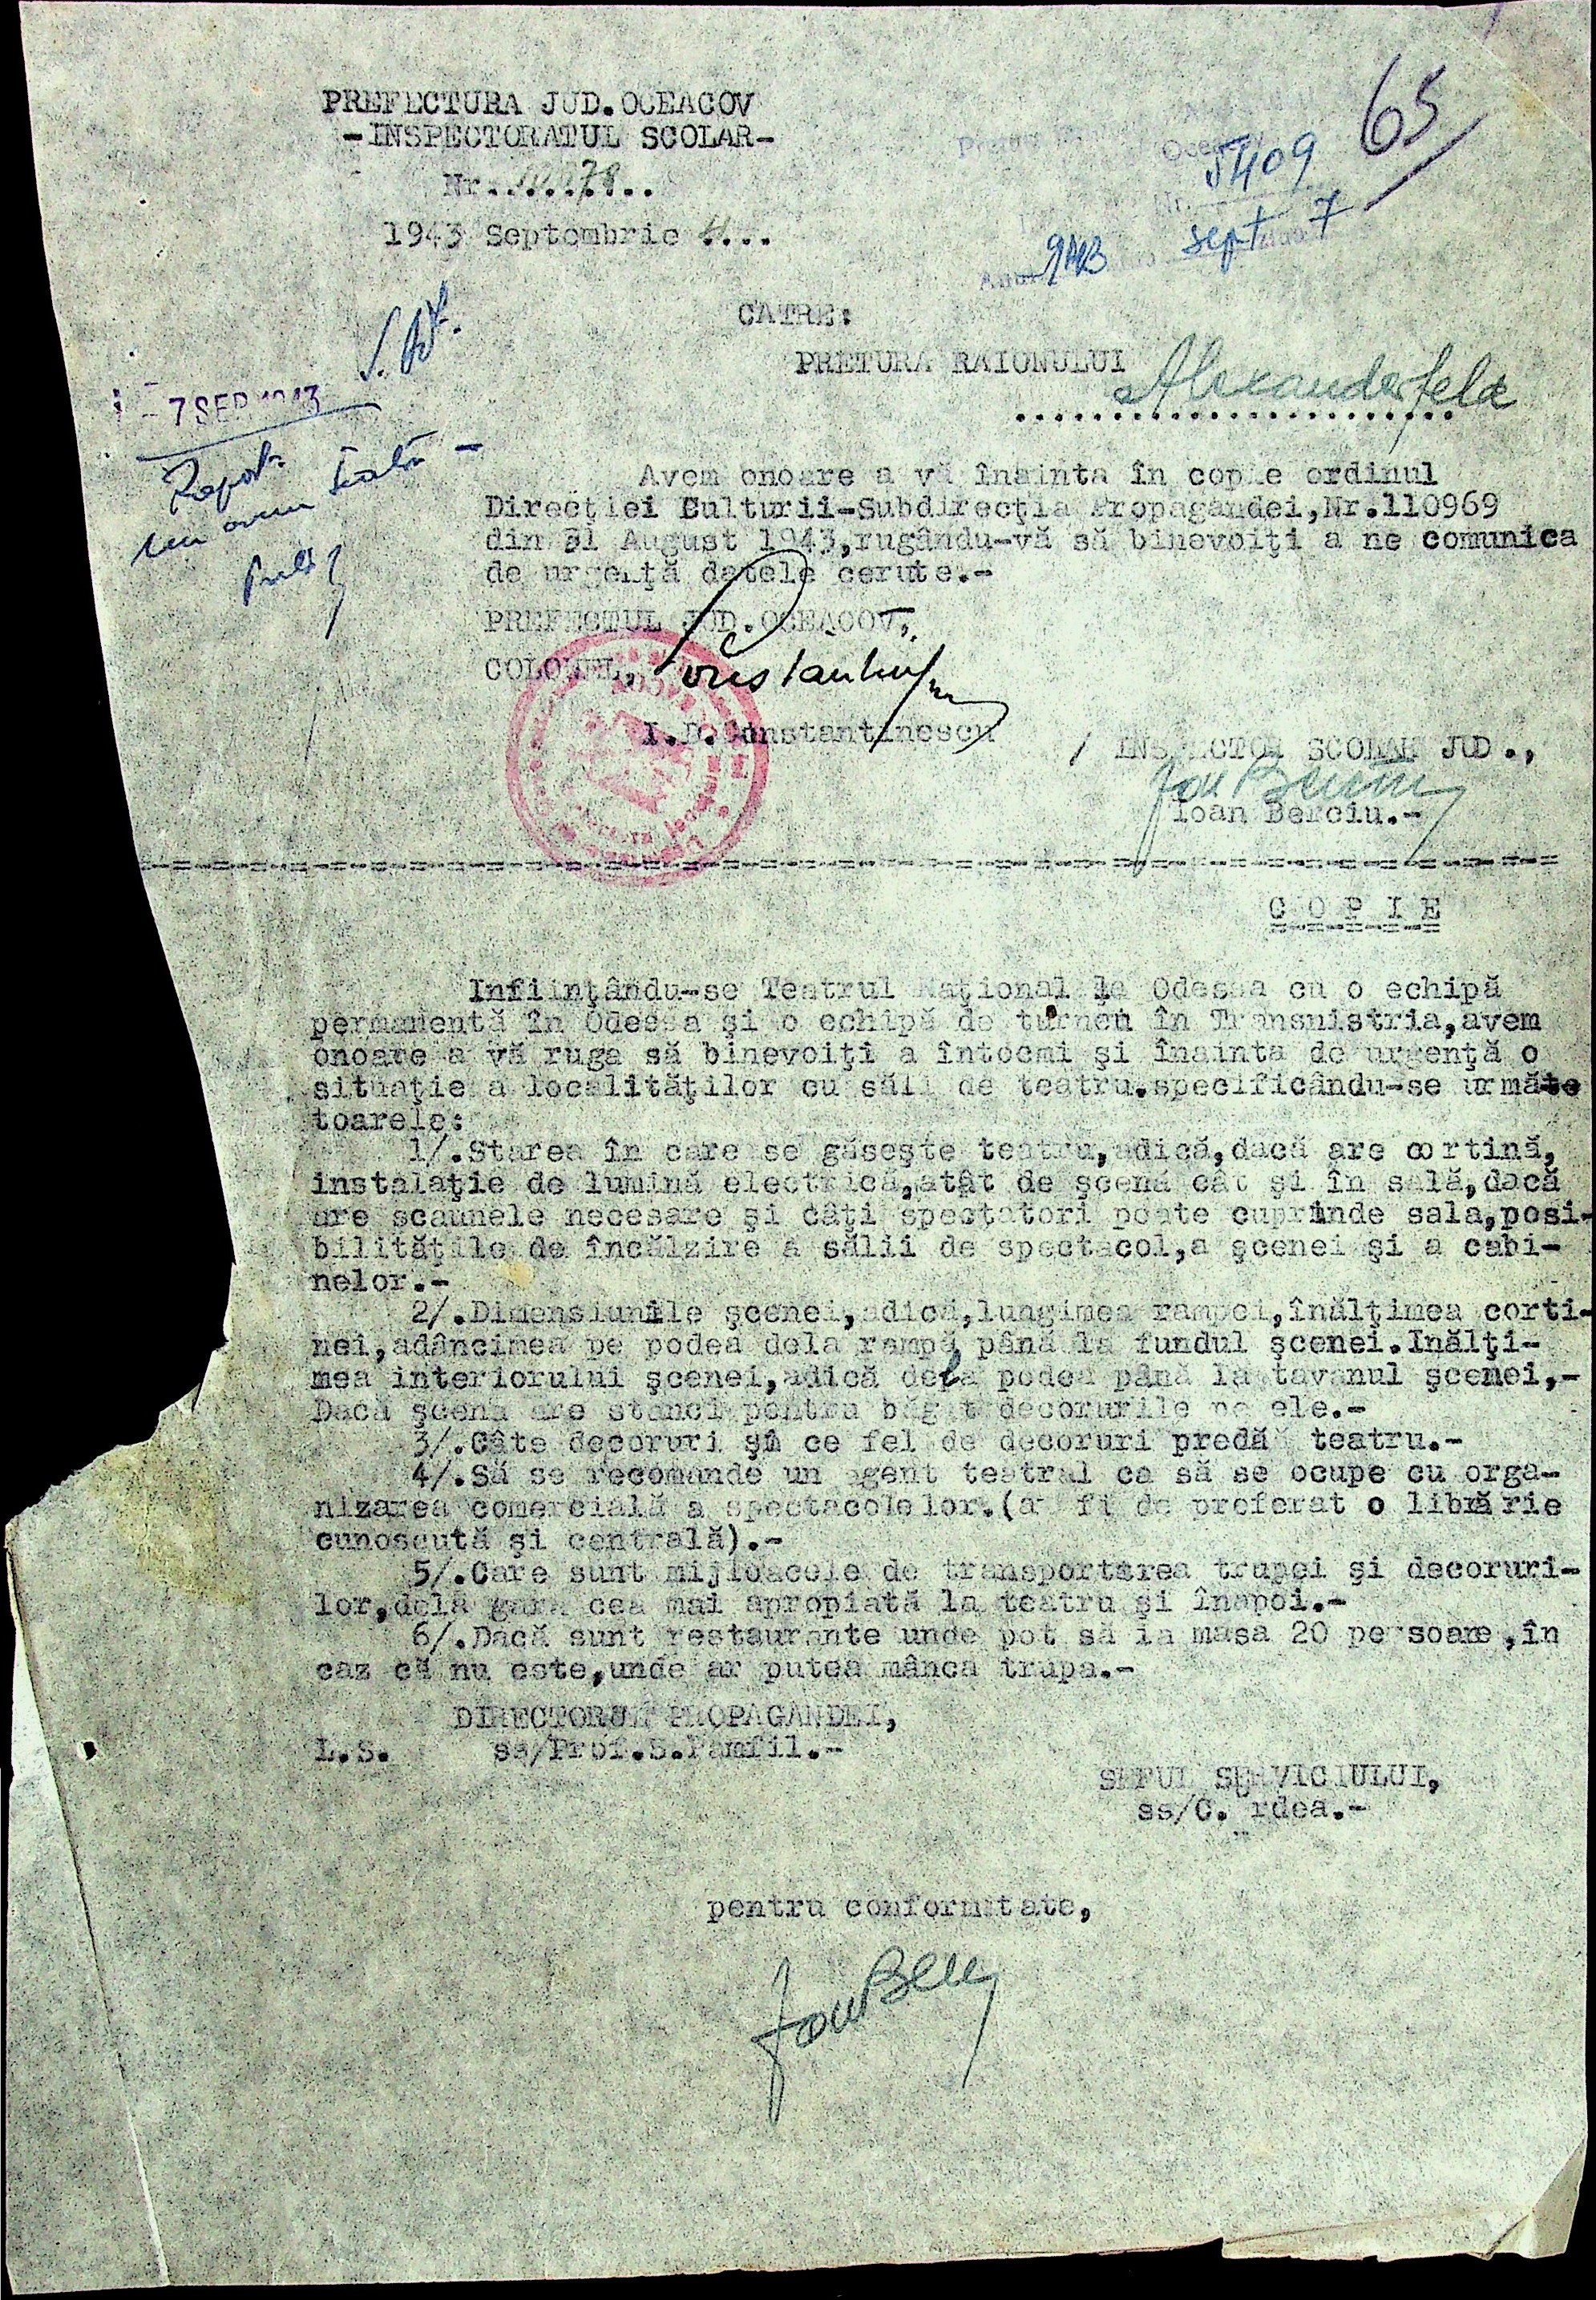 65
PREFECTURA JUD.OCEACOV
-INSPECTORATUL SCOLAR-
Nr.
5409
1943 Septembrie 4...
943 sept 7
CATRE:
PRETURA RAIONULUI Alexanderfeld
7 SEP 1943
Avem onoare a vă înainta în copie ordinul
Direcţiei Culturii-Subdirecţia Propagandei,Nr.110969
din 31 August 1943,rugându-vă să binevoiţi a ne comunica
de urgenţă datele cerute.-
PREFECTUL JUD.OCEACOV,
COLONEL,
I.D.Constantinescu
INSPECTOR SCOLAR JUD.,
Ioan Berciu.-
C O P I E
Infiinţându-se Teatrul Naţional la Odessa cu o echipă
permanentă în Odessa şi o echipă de turneu în Transnistria,avem
onoare a vă ruga să binevoiţi a întocmi şi înainta de urgenţă o
situaţie a localităţilor cu săli de teatru.specificându-se următo
toarele:
1/.Starea în care se găseşte teatru,adică,dacă are cortină,
instalaţie de lumină electrică,atât de şcenă cât şi în sală,dacă
are scaunele necesare şi câţi spectatori poate cuprinde sala,posi-
bilităţile de încălzire a sălii de spectacol,a şcenei şi a cabi-
nelor.-
2/.Dimensiunile şcenei,adică,lungimea rampei,înălţimea corti-
nei,adâncimea pe podea dela rampă până la fundul şcenei.Inălţi-
mea interiorului şcenei,adică dela podea până la tavanul şcenei,-
Dacă şcena are stanci pentru băgat decorurile pe ele.-
3/.Câte decoruri şi ce fel de decoruri predă teatru.-
4/.Să se recomande un agent teatral ca să se ocupe cu orga-
nizarea comercială a spectacolelor.(ar fi de preferat o librărie
cunoscută şi centrală).-
5/.Care sunt mijloacele de transportarea trupei şi decoruri-
lor,dela gara cea mai apropiată la teatru şi înapoi.-
6/.Dacă sunt restaurante unde pot să ia masa 20 persoane,în
caz că nu este,unde ar putea mânca trupa.-
DIRECTORUL PROPAGANDEI,
L.S. ss/Prof.S.Pamfil.-
SEFUL SERVICIULUI,
ss/C. rdea.-
pentru conformitate,